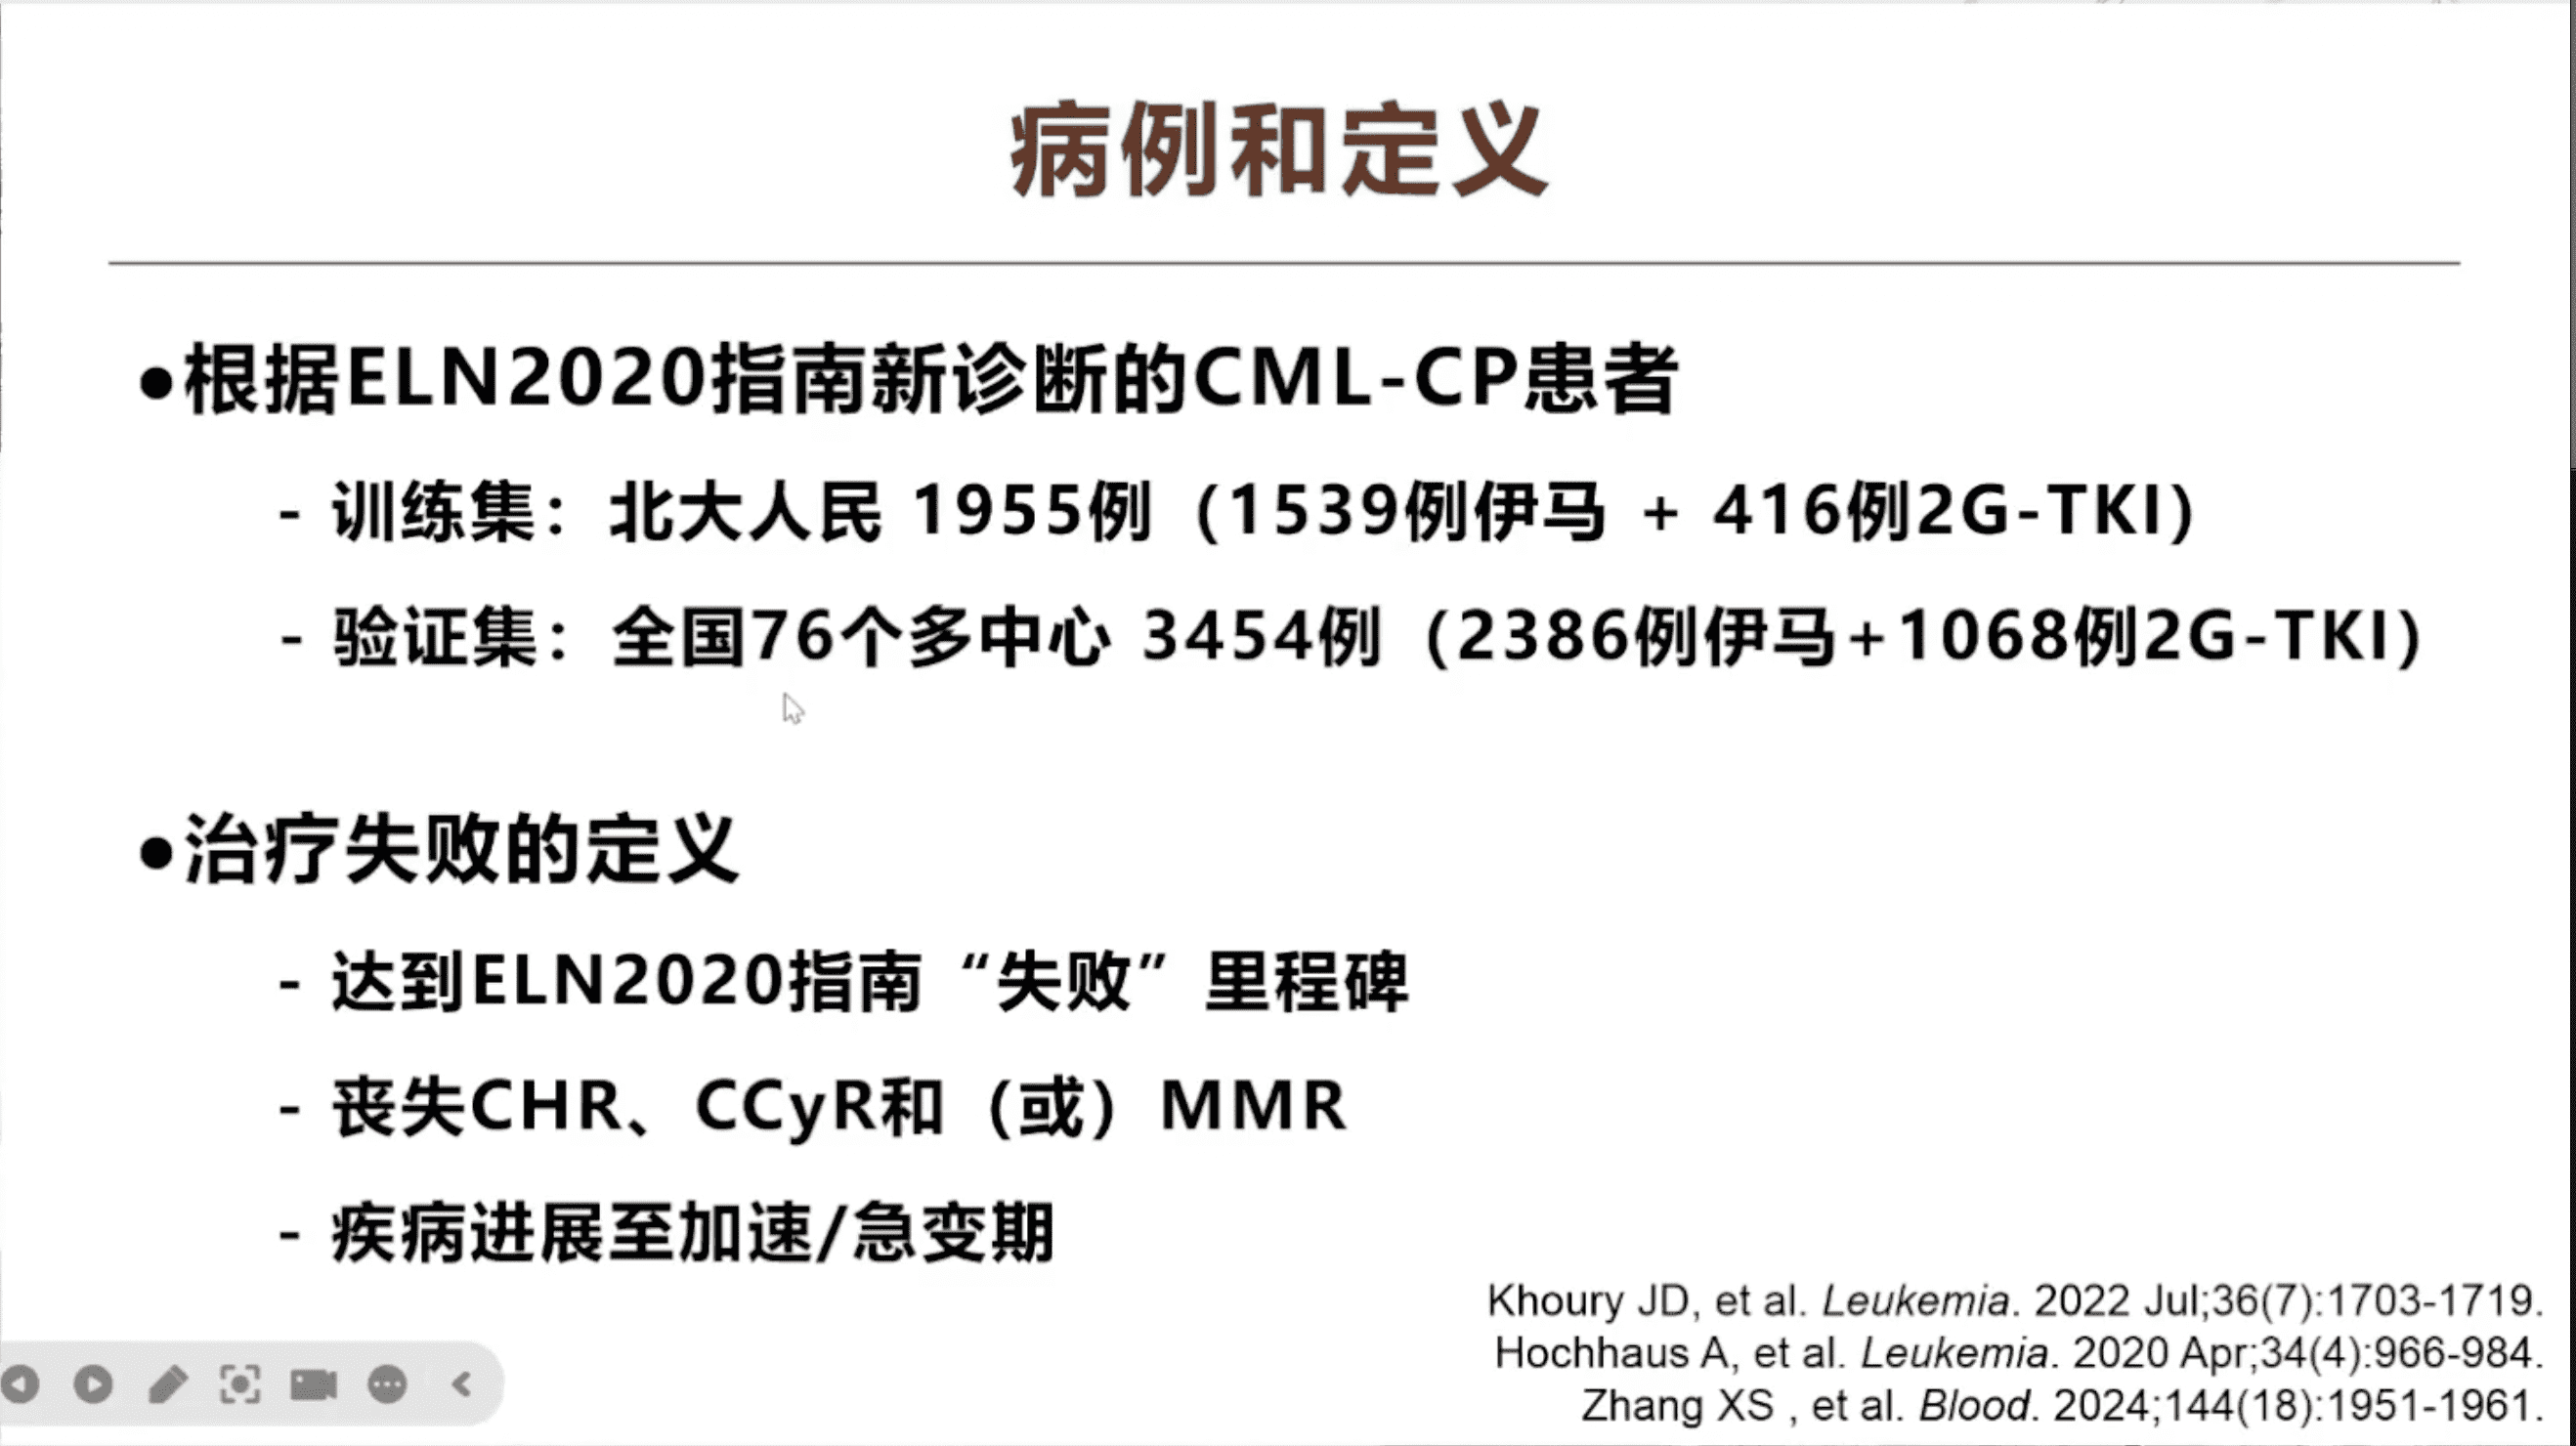 病例和定义
●根据ELN2020指南新诊断的CML-CP患者
- 训练集：北大人民 1955例（1539例伊马 + 416例2G-TKI）
- 验证集：全国76个多中心 3454例（2386例伊马+1068例2G-TKI）
●治疗失败的定义
- 达到ELN2020指南“失败”里程碑
- 丧失CHR、CCyR和（或）MMR
- 疾病进展至加速/急变期
Khoury JD, et al. Leukemia. 2022 Jul;36(7):1703-1719.
Hochhaus A, et al. Leukemia. 2020 Apr;34(4):966-984.
Zhang XS , et al. Blood. 2024;144(18):1951-1961.